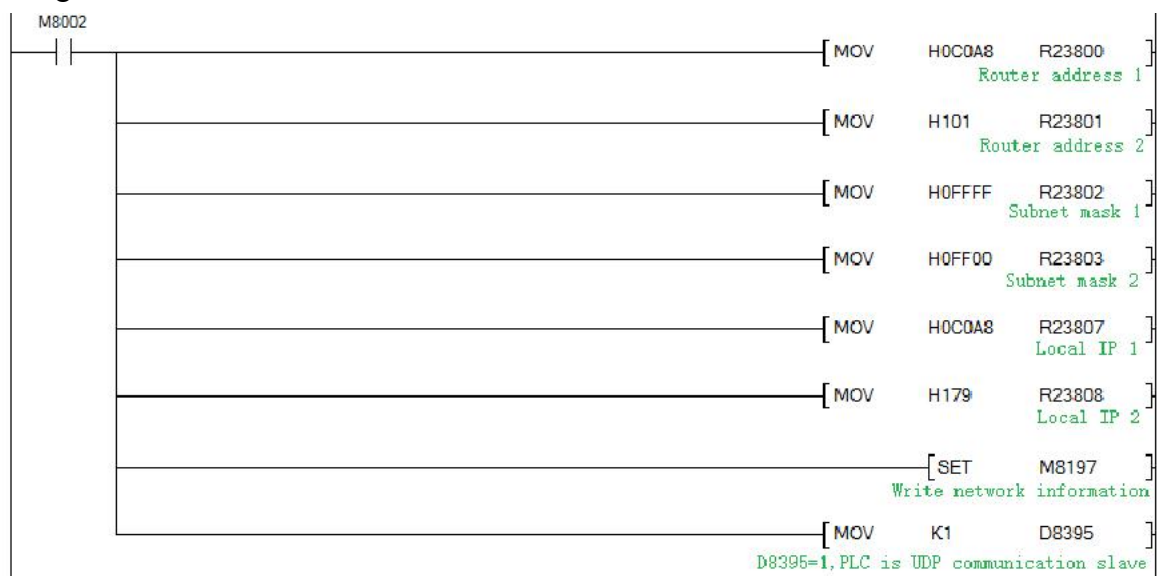 M8002
MOV H0C0A8 R23800
Router address 1
MOV H101 R23801
Router address 2
MOV H0FFFF R23802
Subnet mask 1
MOV H0FF00 R23803
Subnet mask 2
MOV H0C0A8 R23807
Local IP 1
MOV H179 R23808
Local IP 2
SET M8197
Write network information
MOV K1 D8395
D8395=1,PLC is UDP communication slave